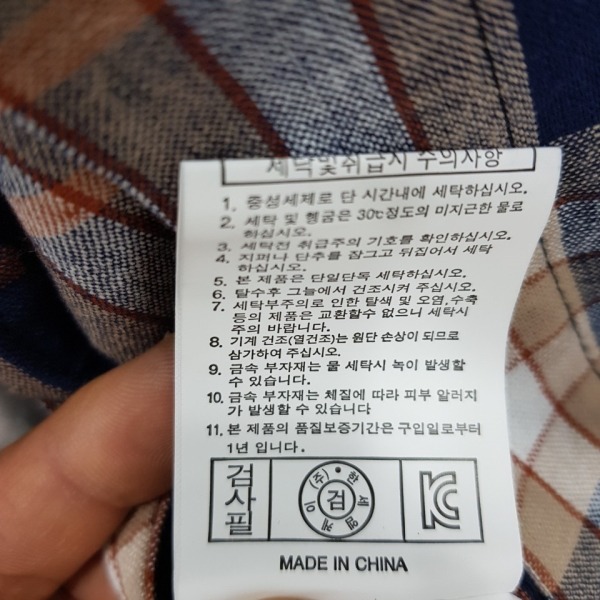 세탁및취급시 주의사항
1. 중성세제로 단 시간내에 세탁하십시오.
2. 세탁 및 헹굼은 30℃정도의 미지근한 물로
하십시오.
3. 세탁전 취급주의 기호를 확인하십시오.
4. 지퍼나 단추를 잠그고 뒤집어서 세탁
하십시오.
5. 본 제품은 단일단독 세탁하십시오.
6. 탈수후 그늘에서 건조시켜 주십시오.
7. 세탁부주의로 인한 탈색 및 오염,수축
등의 제품은 교환할수 없으니 세탁시
주의 바랍니다.
8. 기계 건조(열건조)는 원단 손상이 되므로
삼가하여 주십시오.
9. 금속 부자재는 물 세탁시 녹이 발생할
수 있습니다.
10. 금속 부자재는 체질에 따라 피부 알러지
가 발생할 수 있습니다
11. 본 제품의 품질보증기간은 구입일로부터
1년 입니다.
검사필
(주)한세엠케이
검
KC
MADE IN CHINA